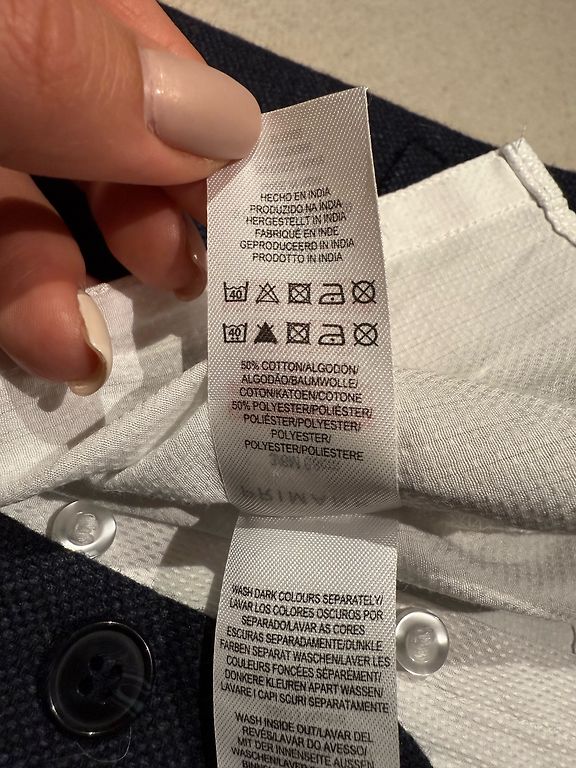 HECHO EN INDIA
PRODUZIDO NA ÍNDIA
HERGESTELLT IN INDIA
FABRIQUÉ EN INDE
GEPRODUCEERD IN INDIA
PRODOTTO IN INDIA
40
40
50% COTTON/ALGODÓN/
ALGODÃO/BAUMWOLLE/
COTON/KATOEN/COTONE
50% POLYESTER/POLIÉSTER/
POLIÉSTER/POLYESTER/
POLYESTER/
POLYESTER/POLIESTERE
WASH DARK COLOURS SEPARATELY/
LAVAR LOS COLORES OSCUROS POR
SEPARADO/LAVAR AS CORES
ESCURAS SEPARADAMENTE/DUNKLE
FARBEN SEPARAT WASCHEN/LAVER LES
COULEURS FONCÉES SÉPARÉMENT/
DONKERE KLEUREN APART WASSEN/
LAVARE I CAPI SCURI SEPARATAMENTE
WASH INSIDE OUT/LAVAR DEL
REVÉS/LAVAR DO AVESSO/
MIT DER INNENSEITE AUSSEN